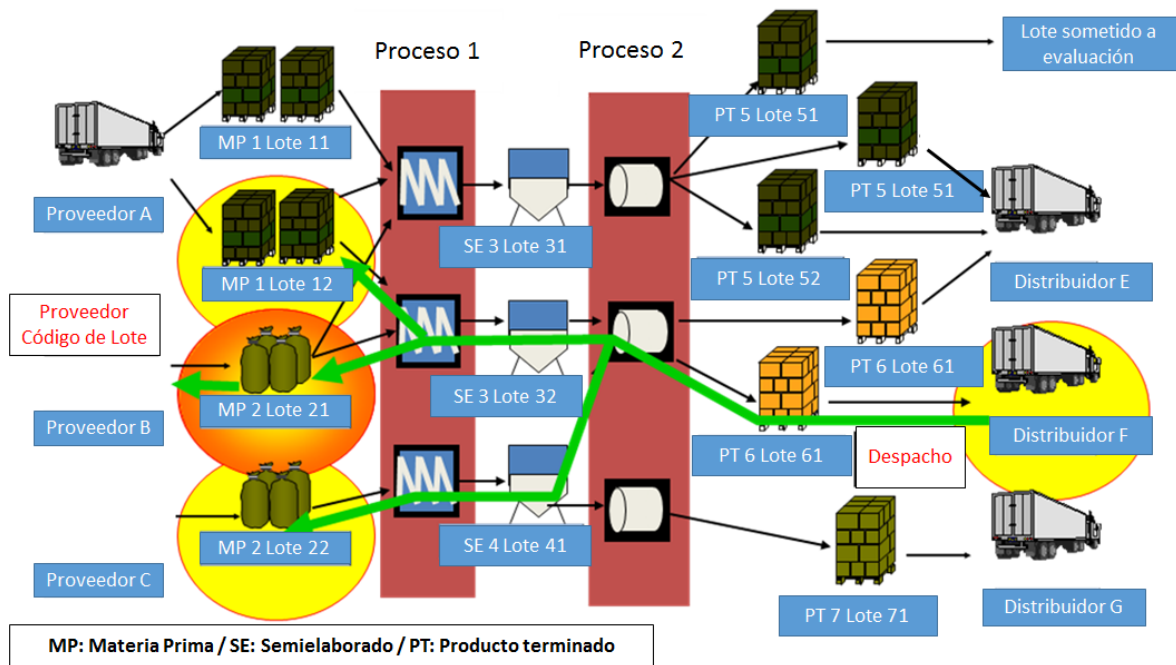 Proceso 1
Proceso 2
Lote sometido a
evaluación
PT 5 Lote 51
MP 1 Lote 11
PT 5 Lote 51
Proveedor A
SE 3 Lote 31
MP 1 Lote 12
PT 5 Lote 52
Distribuidor E
Proveedor
Código de Lote
PT 6 Lote 61
SE 3 Lote 32
MP 2 Lote 21
Proveedor B
Distribuidor F
PT 6 Lote 61
Despacho
MP 2 Lote 22
SE 4 Lote 41
Proveedor C
Distribuidor G
PT 7 Lote 71
MP: Materia Prima / SE: Semielaborado / PT: Producto terminado